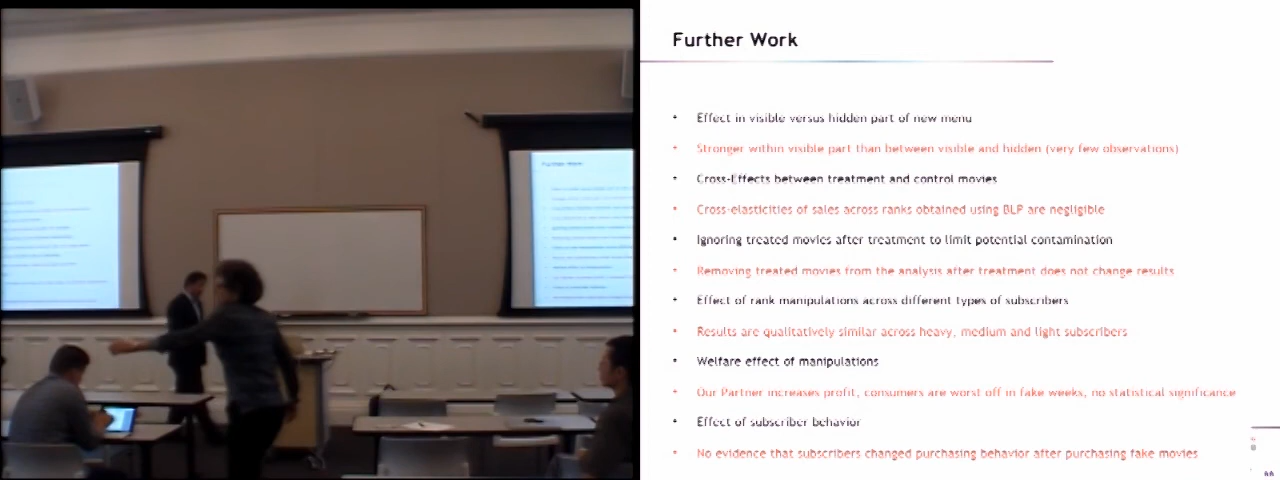 Further Work
Effect in visible versus hidden part of new menu
Stronger within visible part than between visible and hidden (very few observations)
Cross-Effects between treatment and control movies
Cross-elasticities of sales across ranks obtained using BLP are negligible
Ignoring treated movies after treatment to limit potential contamination
Removing treated movies from the analysis after treatment does not change results
Effect of rank manipulations across different types of subscribers
Results are qualitatively similar across heavy, medium and light subscribers
Welfare effect of manipulations
Our Partner increases profit, consumers are worst off in fake weeks, no statistical significance
Effect of subscriber behavior
No evidence that subscribers changed purchasing behavior after purchasing fake movies